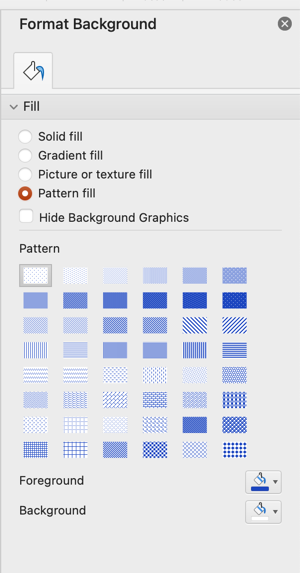 Format Background
Fill
Solid fill
Gradient fill
Picture or texture fill
Pattern fill
Hide Background Graphics
Pattern
Foreground
Background